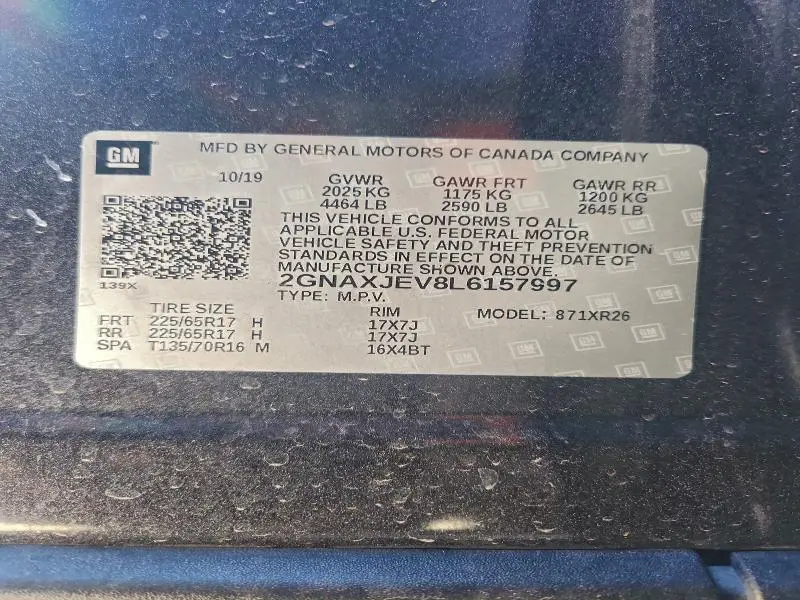 GM
MFD BY GENERAL MOTORS OF CANADA COMPANY
10/19
GVWR GAWR FRT GAWR RR
2025 KG 1175 KG 1200 KG
4464 LB 2590 LB 2645 LB
THIS VEHICLE CONFORMS TO ALL
APPLICABLE U.S. FEDERAL MOTOR
VEHICLE SAFETY AND THEFT PREVENTION
STANDARDS IN EFFECT ON THE DATE OF
MANUFACTURE SHOWN ABOVE.
139X
2GNAXJEV8L6157997
TYPE: M.P.V.
TIRE SIZE RIM MODEL: 871XR26
FRT 225/65R17 H 17X7J
RR 225/65R17 H 17X7J
SPA T135/70R16 M 16X4BT